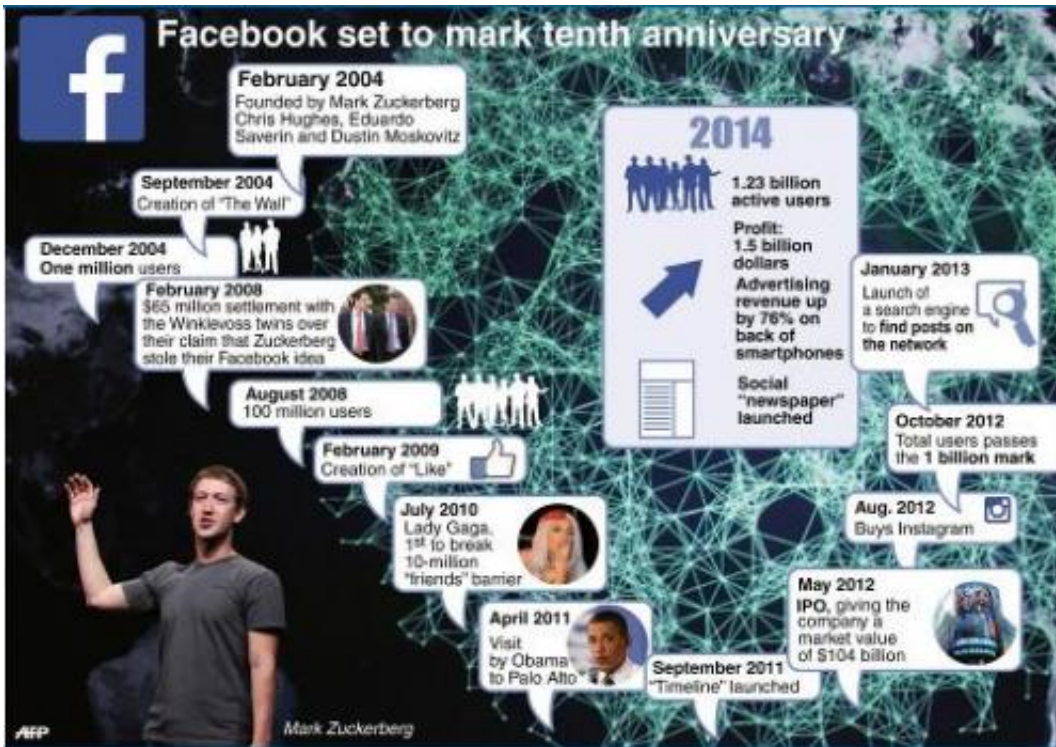 Facebook set to mark tenth anniversary
February 2004
Founded by Mark Zuckerberg
Chris Hughes, Eduardo
Saverin and Dustin Moskovitz
September 2004
Creation of "The Wall"
December 2004
One million users
February 2008
$65 million settlement with
the Winklevoss twins over
their claim that Zuckerberg
stole their Facebook idea
August 2008
100 million users
February 2009
Creation of "Like"
July 2010
Lady Gaga,
1st to break
10-million
"friends" barrier
April 2011
Visit
by Obama
to Palo Alto
September 2011
"Timeline" launched
May 2012
IPO, giving the
company a
market value
of $104 billion
Aug. 2012
Buys Instagram
October 2012
Total users passes
the 1 billion mark
January 2013
Launch of
a search engine
to find posts on
the network
2014
1.23 billion
active users
Profit:
1.5 billion
dollars
Advertising
revenue up
by 76% on
back of
smartphones
Social
"newspaper"
launched
Mark Zuckerberg
AFP